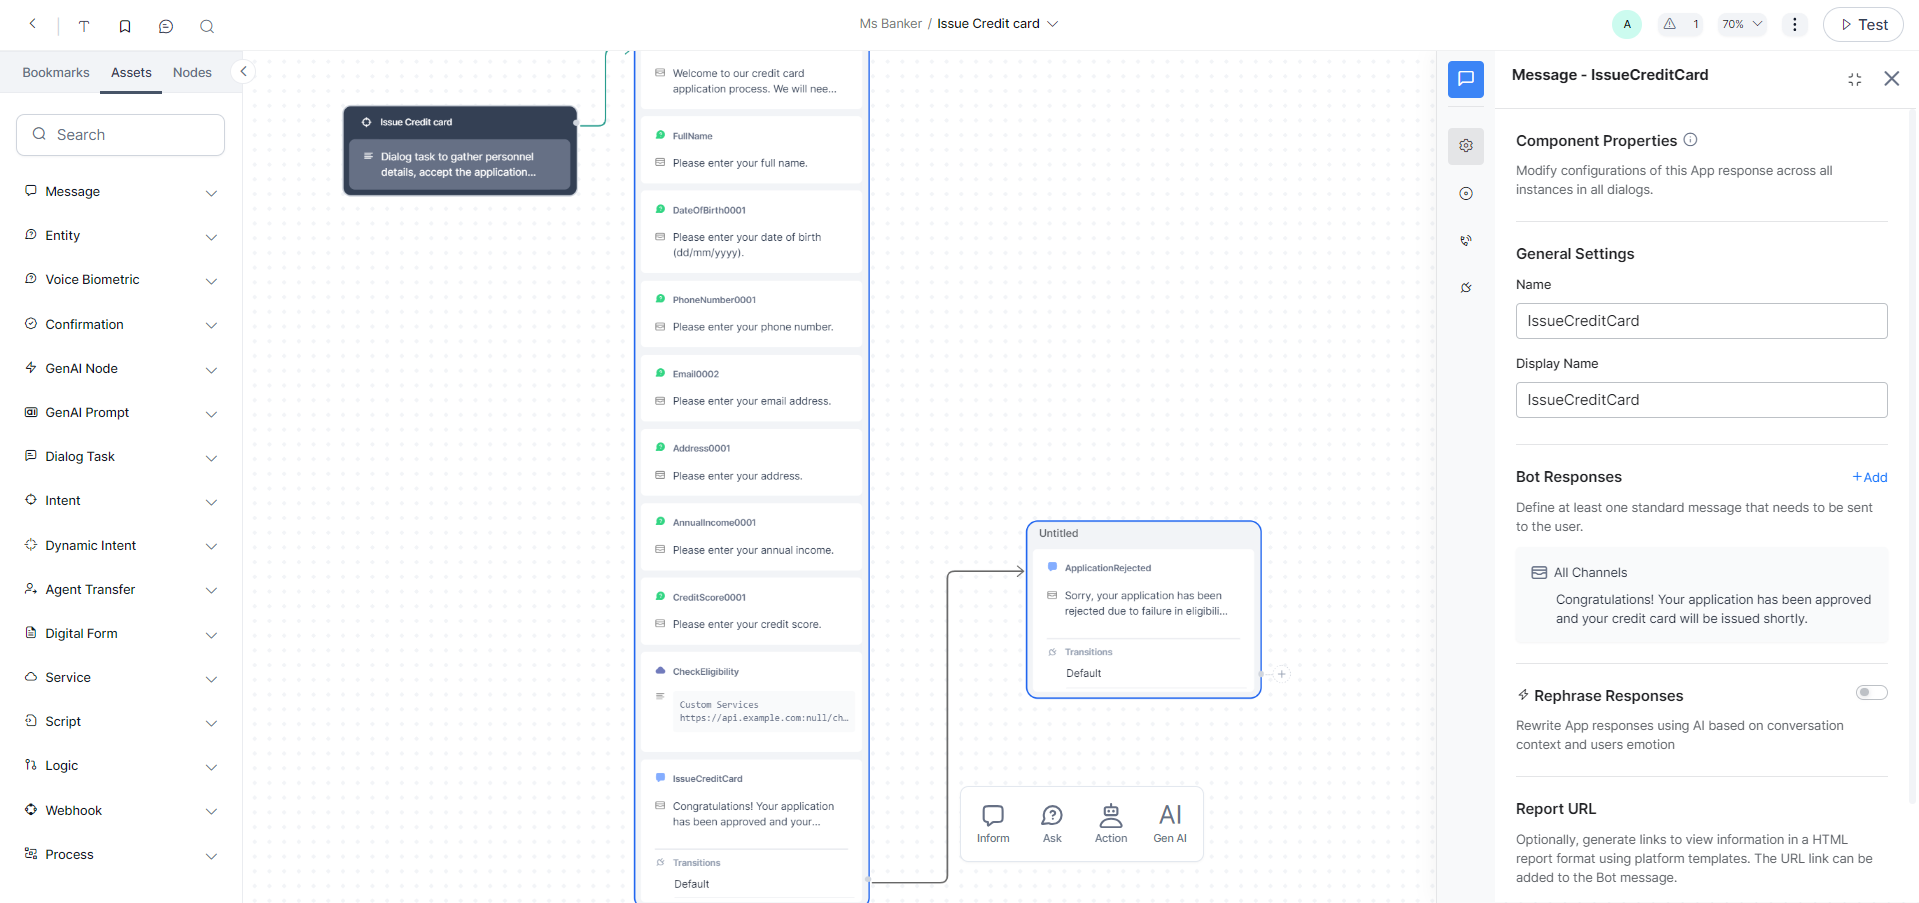 Ms Banker / Issue Credit card
A
1
70%
Test
Bookmarks
Assets
Nodes
Search
Message
Entity
Voice Biometric
Confirmation
GenAI Node
GenAI Prompt
Dialog Task
Intent
Dynamic Intent
Agent Transfer
Digital Form
Service
Script
Logic
Webhook
Process
Issue Credit card
Dialog task to gather personnel
details, accept the application...
Welcome to our credit card
application process. We will nee...
FullName
Please enter your full name.
DateOfBirth0001
Please enter your date of birth
(dd/mm/yyyy).
PhoneNumber0001
Please enter your phone number.
Email0002
Please enter your email address.
Address0001
Please enter your address.
AnnualIncome0001
Please enter your annual income.
CreditScore0001
Please enter your credit score.
CheckEligibility
Custom Services
https://api.example.com:null/ch...
IssueCreditCard
Congratulations! Your application
has been approved and your...
Transitions
Default
Untitled
ApplicationRejected
Sorry, your application has been
rejected due to failure in eligibili...
Transitions
Default
Inform
Ask
Action
AI
Gen AI
Message - IssueCreditCard
Component Properties
Modify configurations of this App response across all
instances in all dialogs.
General Settings
Name
IssueCreditCard
Display Name
IssueCreditCard
Bot Responses
+Add
Define at least one standard message that needs to be sent
to the user.
All Channels
Congratulations! Your application has been approved
and your credit card will be issued shortly.
Rephrase Responses
Rewrite App responses using AI based on conversation
context and users emotion
Report URL
Optionally, generate links to view information in a HTML
report format using platform templates. The URL link can be
added to the Bot message.